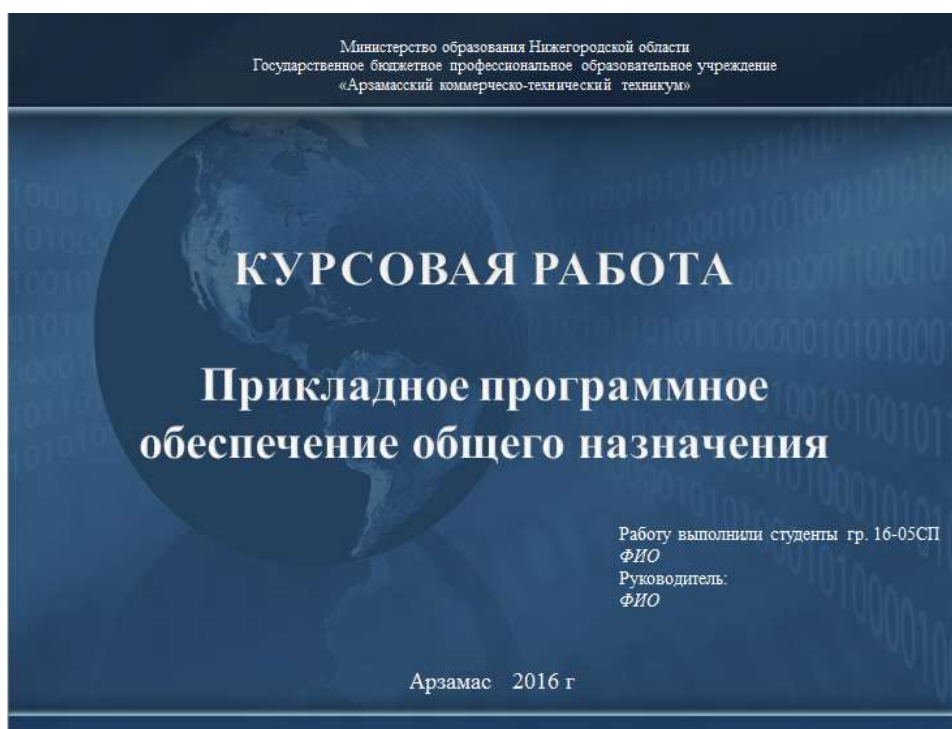 Министерство образования Нижегородской области
Государственное бюджетное профессиональное образовательное учреждение
«Арзамасский коммерческо-технический техникум»
КУРСОВАЯ РАБОТА
Прикладное программное
обеспечение общего назначения
Работу выполнили студенты гр. 16-05СП
ФИО
Руководитель:
ФИО
Арзамас 2016 г